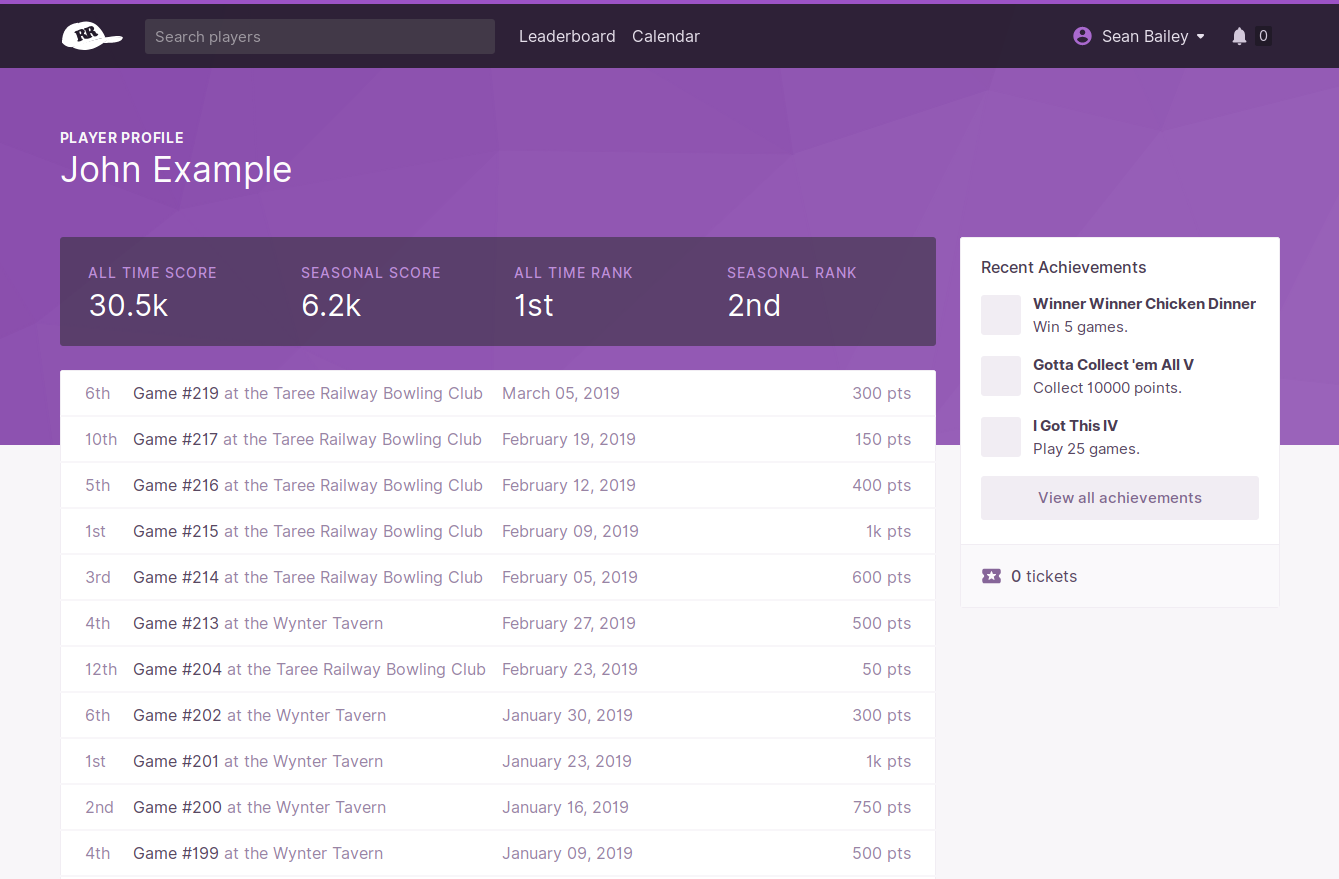 RR
Search players
Leaderboard Calendar
Sean Bailey
0
PLAYER PROFILE
John Example
ALL TIME SCORE SEASONAL SCORE ALL TIME RANK SEASONAL RANK
30.5k 6.2k 1st 2nd
6th Game #219 at the Taree Railway Bowling Club March 05, 2019 300 pts
10th Game #217 at the Taree Railway Bowling Club February 19, 2019 150 pts
5th Game #216 at the Taree Railway Bowling Club February 12, 2019 400 pts
1st Game #215 at the Taree Railway Bowling Club February 09, 2019 1k pts
3rd Game #214 at the Taree Railway Bowling Club February 05, 2019 600 pts
4th Game #213 at the Wynter Tavern February 27, 2019 500 pts
12th Game #204 at the Taree Railway Bowling Club February 23, 2019 50 pts
6th Game #202 at the Wynter Tavern January 30, 2019 300 pts
1st Game #201 at the Wynter Tavern January 23, 2019 1k pts
2nd Game #200 at the Wynter Tavern January 16, 2019 750 pts
4th Game #199 at the Wynter Tavern January 09, 2019 500 pts
Recent Achievements
Winner Winner Chicken Dinner
Win 5 games.
Gotta Collect 'em All V
Collect 10000 points.
I Got This IV
Play 25 games.
View all achievements
0 tickets